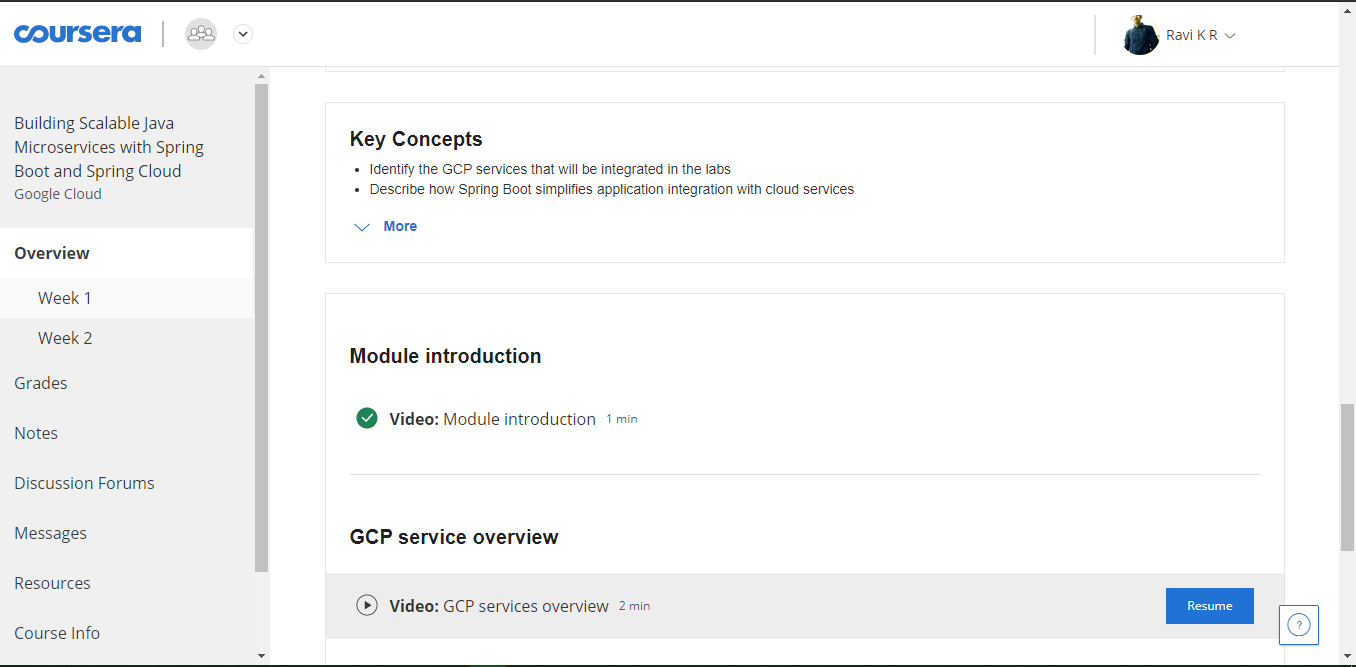 coursera
Ravi K R
Building Scalable Java
Microservices with Spring
Boot and Spring Cloud
Google Cloud
Overview
Week 1
Week 2
Grades
Notes
Discussion Forums
Messages
Resources
Course Info
Key Concepts
• Identify the GCP services that will be integrated in the labs
• Describe how Spring Boot simplifies application integration with cloud services
More
Module introduction
Video: Module introduction 1 min
GCP service overview
Video: GCP services overview 2 min
Resume
?